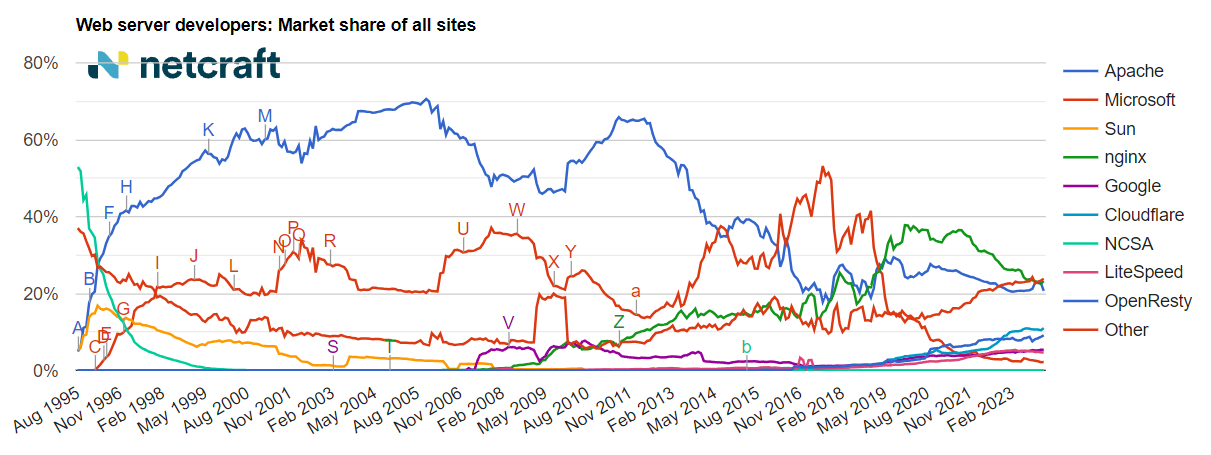 Web server developers: Market share of all sites
netcraft
80%
60%
40%
20%
0%
A
B
C
D
E
F
G
H
I
J
K
L
M
N
O
P
Q
R
S
T
U
V
W
X
Y
Z
a
b
Aug 1995
Nov 1996
Feb 1998
May 1999
Aug 2000
Nov 2001
Feb 2003
May 2004
Aug 2005
Nov 2006
Feb 2008
May 2009
Aug 2010
Nov 2011
Feb 2013
May 2014
Aug 2015
Nov 2016
Feb 2018
May 2019
Aug 2020
Nov 2021
Feb 2023
Apache
Microsoft
Sun
nginx
Google
Cloudflare
NCSA
LiteSpeed
OpenResty
Other